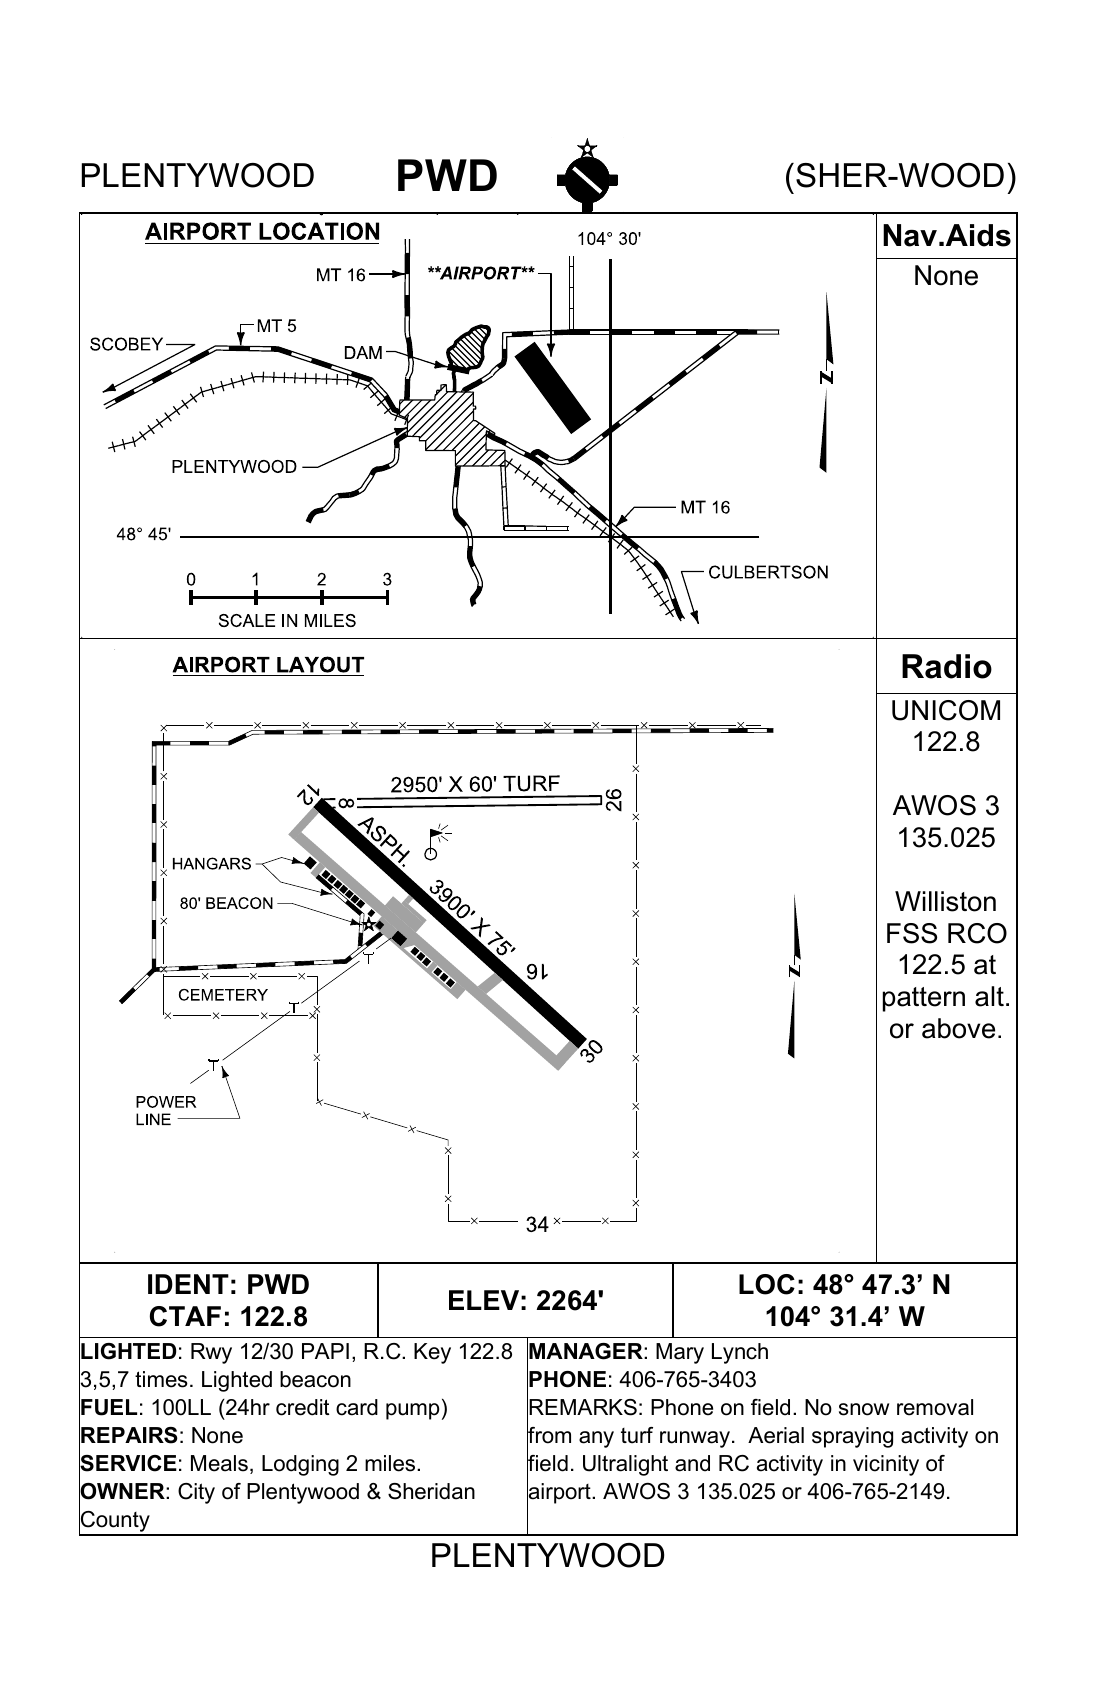 PLENTYWOOD PWD (SHER-WOOD)
AIRPORT LOCATION
104° 30'
MT 16
**AIRPORT**
MT 5
SCOBEY
DAM
N
PLENTYWOOD
MT 16
48° 45'
CULBERTSON
0 1 2 3
SCALE IN MILES
Nav.Aids
None
AIRPORT LAYOUT
2950' X 60' TURF
12
8
26
ASPH.
HANGARS
3900' X 75'
80' BEACON
16
N
CEMETERY
30
POWER
LINE
34
Radio
UNICOM
122.8
AWOS 3
135.025
Williston
FSS RCO
122.5 at
pattern alt.
or above.
IDENT: PWD
CTAF: 122.8
ELEV: 2264'
LOC: 48° 47.3’ N
104° 31.4’ W
LIGHTED: Rwy 12/30 PAPI, R.C. Key 122.8
3,5,7 times. Lighted beacon
FUEL: 100LL (24hr credit card pump)
REPAIRS: None
SERVICE: Meals, Lodging 2 miles.
OWNER: City of Plentywood & Sheridan
County
MANAGER: Mary Lynch
PHONE: 406-765-3403
REMARKS: Phone on field. No snow removal
from any turf runway.  Aerial spraying activity on
field. Ultralight and RC activity in vicinity of
airport. AWOS 3 135.025 or 406-765-2149.
PLENTYWOOD